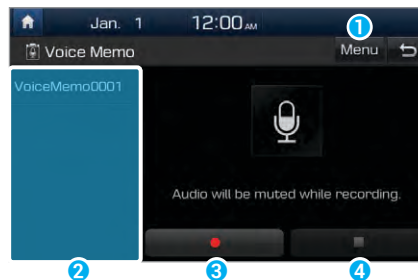 Jan. 1 12:00 AM
1
Voice Memo Menu
VoiceMemo0001
Audio will be muted while recording.
2 3 4